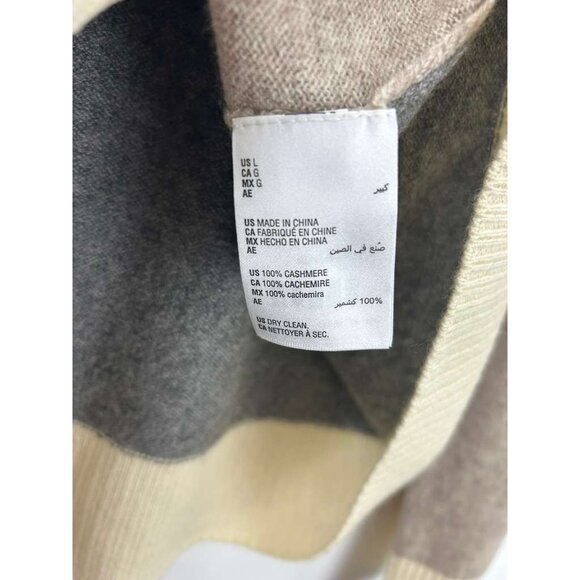 US L
CA G
MX G
AE كبير
US MADE IN CHINA
CA FABRIQUÉ EN CHINE
MX HECHO EN CHINA
AE صُنع في الصين
US 100% CASHMERE
CA 100% CACHEMIRE
MX 100% cachemira
AE 100% كشمير
US DRY CLEAN.
CA NETTOYER À SEC.